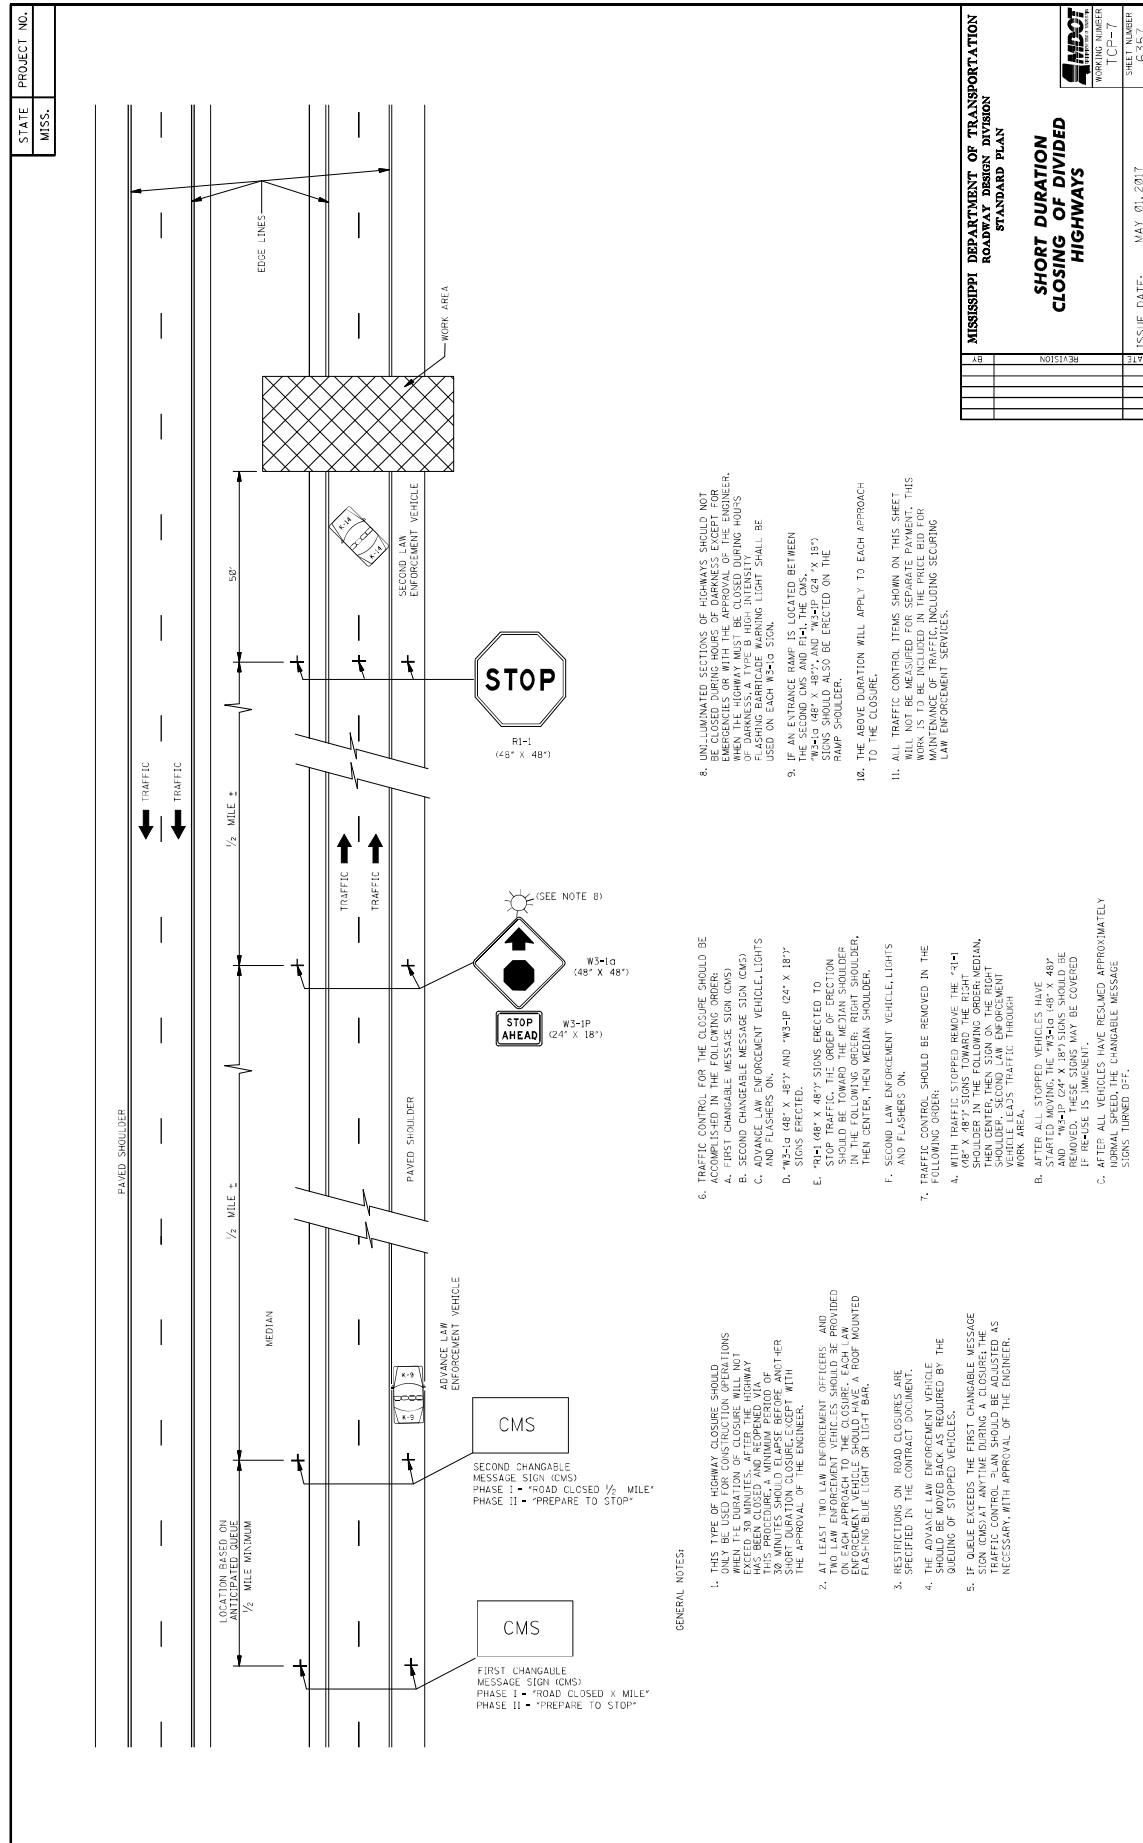 STATE
PROJECT NO.
MISS.
PAVED SHOULDER
TRAFFIC
TRAFFIC
EDGE LINES
LOCATION BASED ON
ANTICIPATED QUEUE
1/2 MILE MINIMUM
1/2 MILE ±
1/2 MILE ±
50'
MEDIAN
TRAFFIC
TRAFFIC
PAVED SHOULDER
ADVANCE LAW
ENFORCEMENT VEHICLE
K-9
K-9
K-14
K-14
SECOND LAW
ENFORCEMENT VEHICLE
WORK AREA
CMS
FIRST CHANGABLE
MESSAGE SIGN (CMS)
PHASE I - "ROAD CLOSED X MILE"
PHASE II - "PREPARE TO STOP"
CMS
SECOND CHANGABLE
MESSAGE SIGN (CMS)
PHASE I - "ROAD CLOSED 1/2 MILE"
PHASE II - "PREPARE TO STOP"
STOP
AHEAD
W3-1P
(24" X 18")
W3-1a
(48" X 48")
(SEE NOTE 8)
STOP
R1-1
(48" X 48")
GENERAL NOTES:
1. THIS TYPE OF HIGHWAY CLOSURE SHOULD
ONLY BE USED FOR CONSTRUCTION OPERATIONS
WHEN THE DURATION OF CLOSURE WILL NOT
EXCEED 30 MINUTES. AFTER THE HIGHWAY
HAS BEEN CLOSED AND REOPENED VIA
THIS PROCEDURE, A MINIMUM PERIOD OF
30 MINUTES SHOULD ELAPSE BEFORE ANOTHER
SHORT DURATION CLOSURE, EXCEPT WITH
THE APPROVAL OF THE ENGINEER.
2. AT LEAST TWO LAW ENFORCEMENT OFFICERS AND
TWO LAW ENFORCEMENT VEHICLES SHOULD BE PROVIDED
ON EACH APPROACH TO THE CLOSURE. EACH LAW
ENFORCEMENT VEHICLE SHOULD HAVE A ROOF MOUNTED
FLASHING BLUE LIGHT OR LIGHT BAR.
3. RESTRICTIONS ON ROAD CLOSURES ARE
SPECIFIED IN THE CONTRACT DOCUMENT.
4. THE ADVANCE LAW ENFORCEMENT VEHICLE
SHOULD BE MOVED BACK AS REQUIRED BY THE
QUEUING OF STOPPED VEHICLES.
5. IF QUEUE EXCEEDS THE FIRST CHANGABLE MESSAGE
SIGN (CMS) AT ANYTIME DURING A CLOSURE; THE
TRAFFIC CONTROL PLAN SHOULD BE ADJUSTED AS
NECESSARY, WITH APPROVAL OF THE ENGINEER.
6. TRAFFIC CONTROL FOR THE CLOSURE SHOULD BE
ACCOMPLISHED IN THE FOLLOWING ORDER:
A. FIRST CHANGABLE MESSAGE SIGN (CMS)
B. SECOND CHANGEABLE MESSAGE SIGN (CMS)
C. ADVANCE LAW ENFORCEMENT VEHICLE, LIGHTS
AND FLASHERS ON.
D. "W3-1a (48" X 48")" AND "W3-1P (24" X 18")"
SIGNS ERECTED.
E. "R1-1 (48" X 48")" SIGNS ERECTED TO
STOP TRAFFIC. THE ORDER OF ERECTION
SHOULD BE TOWARD THE MEDIAN SHOULDER
IN THE FOLLOWING ORDER: RIGHT SHOULDER,
THEN CENTER, THEN MEDIAN SHOULDER.
F. SECOND LAW ENFORCEMENT VEHICLE, LIGHTS
AND FLASHERS ON.
7. TRAFFIC CONTROL SHOULD BE REMOVED IN THE
FOLLOWING ORDER:
A. WITH TRAFFIC STOPPED REMOVE THE "R1-1
(48" X 48")" SIGNS TOWARD THE RIGHT
SHOULDER IN THE FOLLOWING ORDER: MEDIAN,
THEN CENTER, THEN SIGN ON THE RIGHT
SHOULDER. SECOND LAW ENFORCEMENT
VEHICLE LEADS TRAFFIC THROUGH
WORK AREA.
B. AFTER ALL STOPPED VEHICLES HAVE
STARTED MOVING, THE "W3-1a (48" X 48)"
AND "W3-1P (24" X 18") SIGNS SHOULD BE
REMOVED. THESE SIGNS MAY BE COVERED
IF RE-USE IS IMMENENT.
C. AFTER ALL VEHICLES HAVE RESUMED APPROXIMATELY
NORMAL SPEED, THE CHANGABLE MESSAGE
SIGNS TURNED OFF.
8. UNILLUMINATED SECTIONS OF HIGHWAYS SHOULD NOT
BE CLOSED DURING HOURS OF DARKNESS EXCEPT FOR
EMERGENCIES OR WITH THE APPROVAL OF THE ENGINEER.
WHEN THE HIGHWAY MUST BE CLOSED DURING HOURS
OF DARKNESS, A TYPE B HIGH INTENSITY
FLASHING BARRICADE WARNING LIGHT SHALL BE
USED ON EACH W3-1a SIGN.
9. IF AN ENTRANCE RAMP IS LOCATED BETWEEN
THE SECOND CMS AND R1-1, THE CMS,
"W3-1a (48" X 48")", AND "W3-1P (24 "X 18")
SIGNS SHOULD ALSO BE ERECTED ON THE
RAMP SHOULDER.
10. THE ABOVE DURATION WILL APPLY TO EACH APPROACH
TO THE CLOSURE.
11. ALL TRAFFIC CONTROL ITEMS SHOWN ON THIS SHEET
WILL NOT BE MEASURED FOR SEPARATE PAYMENT. THIS
WORK IS TO BE INCLUDED IN THE PRICE BID FOR
MAINTENANCE OF TRAFFIC, INCLUDING SECURING
LAW ENFORCEMENT SERVICES.
BY
REVISION
MISSISSIPPI DEPARTMENT OF TRANSPORTATION
ROADWAY DESIGN DIVISION
STANDARD PLAN
SHORT DURATION
CLOSING OF DIVIDED
HIGHWAYS
MDOT
WORKING NUMBER
TCP-7
SHEET NUMBER
6357
ISSUE DATE: MAY 01, 2017